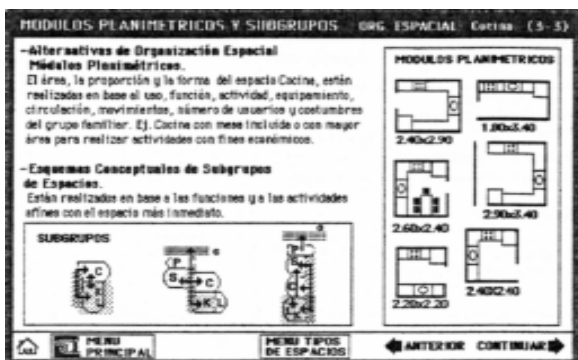 MODULOS PLANIMETRICOS Y SUBGRUPOS ORG ESPACIAL Cocina (3-3)
-Alternativas de Organización Espacial
Módulos Planimétricos.
El área, la proporción y la forma del espacio Cocina, están
realizadas en base al uso, función, actividad, equipamiento,
circulación, movimientos, número de usuarios y costumbres
del grupo familiar. Ej. Cocina con mesa incluida o con mayor
área para realizar actividades con fines económicos.
-Esquemas Conceptuales de Subgrupos
de Espacios.
Están realizados en base a las funciones y a las actividades
afines con el espacio más inmediato.
SUBGRUPOS
C
K
a
P
S
C
K
L
a
P
S
MODULOS PLANIMETRICOS
2.40x2.90
1.80x3.40
2.60x2.40
2.90x3.40
2.20x2.20
2.40X2.40
MENU
PRINCIPAL
MENU TIPOS
DE ESPACIOS
ANTERIOR
CONTINUAR